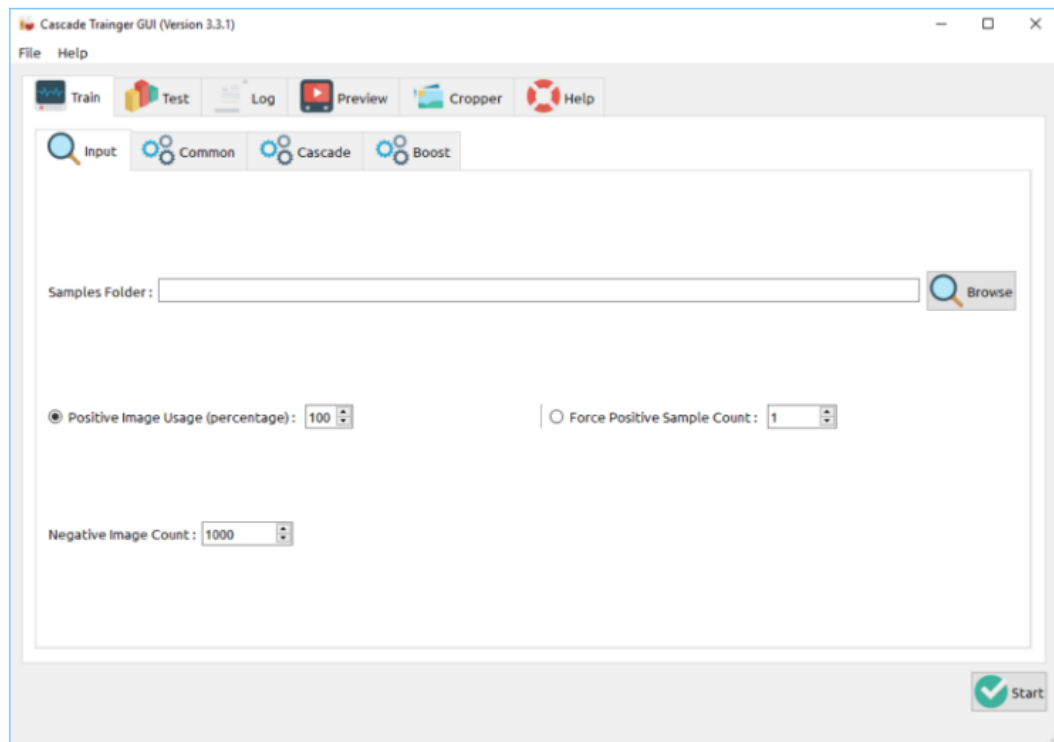 Cascade Trainger GUI (Version 3.3.1)
File Help
Train Test Log Preview Cropper Help
Input Common Cascade Boost
Samples Folder : Browse
Positive Image Usage (percentage) : 100 Force Positive Sample Count : 1
Negative Image Count : 1000
Start